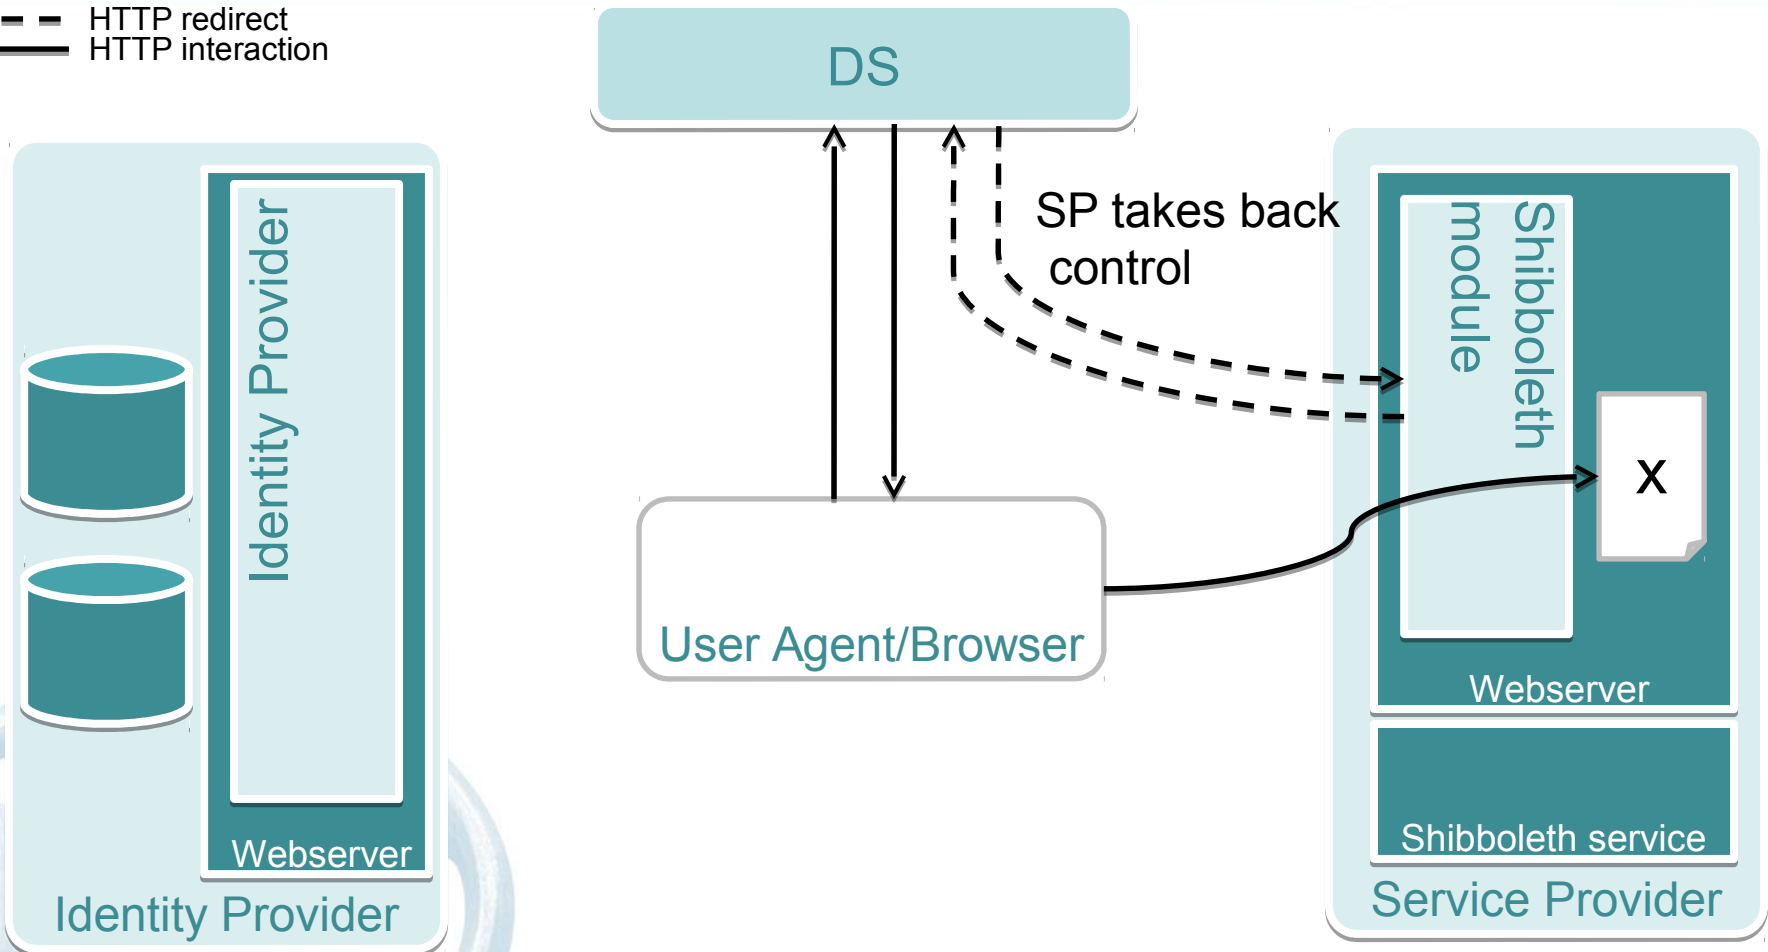 HTTP redirect
HTTP interaction
DS
SP takes back
control
Identity Provider
Shibboleth
module
X
User Agent/Browser
Webserver
Webserver
Shibboleth service
Identity Provider
Service Provider